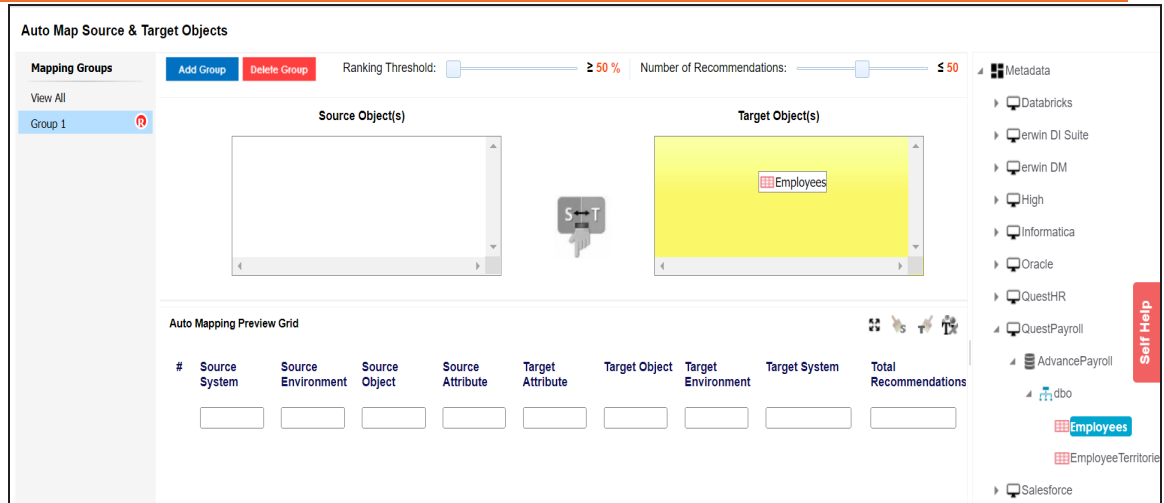 Auto Map Source & Target Objects
Mapping Groups
View All
Group 1
R
Add Group
Delete Group
Ranking Threshold:
≥ 50 %
Number of Recommendations:
≤ 50
Source Object(s)
Target Object(s)
Employees
S T
Auto Mapping Preview Grid
S
T
T
#
Source System
Source Environment
Source Object
Source Attribute
Target Attribute
Target Object
Target Environment
Target System
Total Recommendations
Metadata
Databricks
erwin DI Suite
erwin DM
High
Informatica
Oracle
QuestHR
QuestPayroll
AdvancePayroll
dbo
Employees
EmployeeTerritorie
Salesforce
Self Help